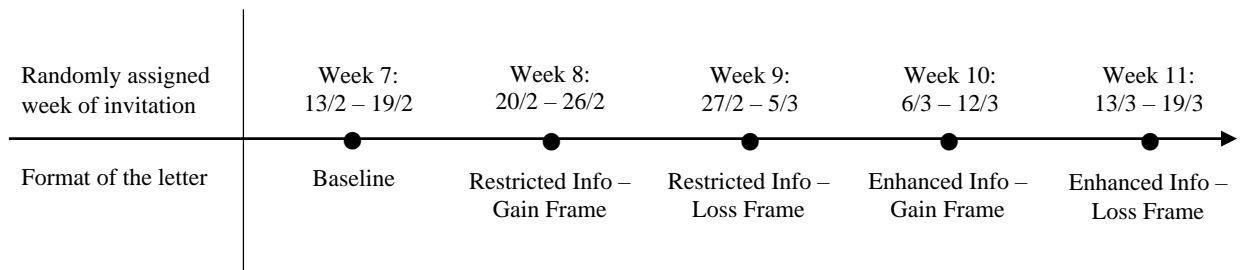 Randomly assigned
week of invitation
Week 7:
13/2 – 19/2
Week 8:
20/2 – 26/2
Week 9:
27/2 – 5/3
Week 10:
6/3 – 12/3
Week 11:
13/3 – 19/3
Format of the letter
Baseline
Restricted Info –
Gain Frame
Restricted Info –
Loss Frame
Enhanced Info –
Gain Frame
Enhanced Info –
Loss Frame